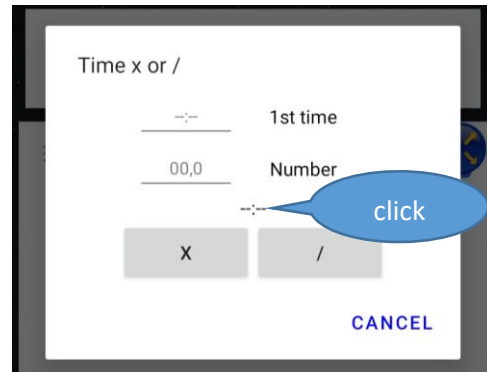 Time x or /
--:-- 1st time
00,0 Number
--:-- click
X /
CANCEL